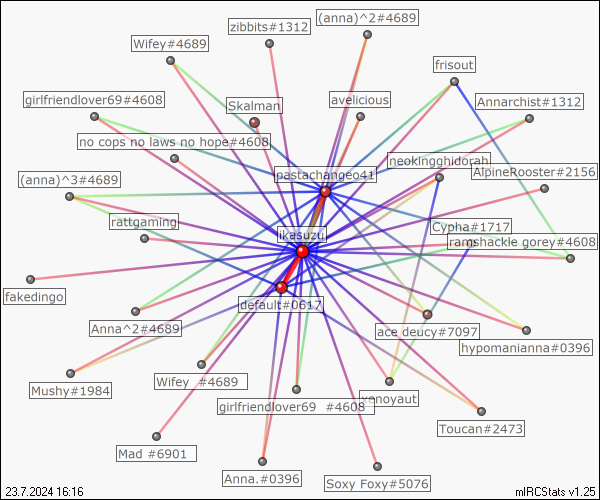 (anna)^2#4689
zibbits#1312
Wifey#4689
frisout
girlfriendlover69#4608
Skalman
avelicious
Annarchist#1312
no cops no laws no hope#4608
neokingghidorah
pastachangeo41
AlpineRooster#2156
(anna)^3#4689
rattgaming
ikasuzu
Cypha#1717
ramshackle gorey#4608
fakedingo
default#0617
Anna^2#4689
ace deucy#7097
hypomanianna#0396
Mushy#1984
Wifey #4689
girlfriendlover69 #4608
xenoyaut
Toucan#2473
Mad #6901
Anna.#0396
Soxy Foxy#5076
23.7.2024 16:16
mIRCStats v1.25